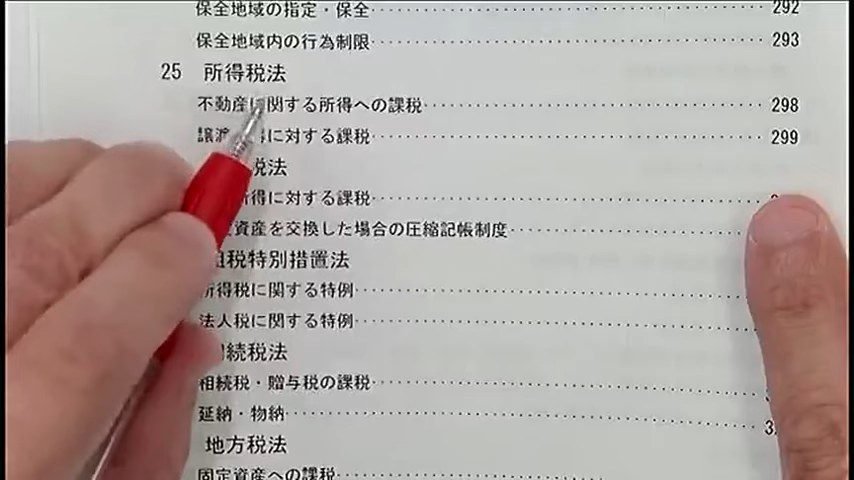 保全地域の指定・保全 292
保全地域内の行為制限 293
25 所得税法
不動産に関する所得への課税 298
譲渡 に対する課税 299
税法
所得に対する課税
資産を交換した場合の圧縮記帳制度
租税特別措置法
所得税に関する特例
法人税に関する特例
相続税法
相続税・贈与税の課税
延納・物納
地方税法
固定資産への課税